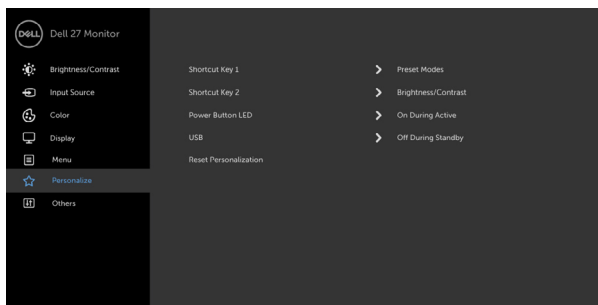 DELL Dell 27 Monitor
Brightness/Contrast Shortcut Key 1 Preset Modes
Input Source Shortcut Key 2 Brightness/Contrast
Color Power Button LED On During Active
Display USB Off During Standby
Menu Reset Personalization
Personalize
Others